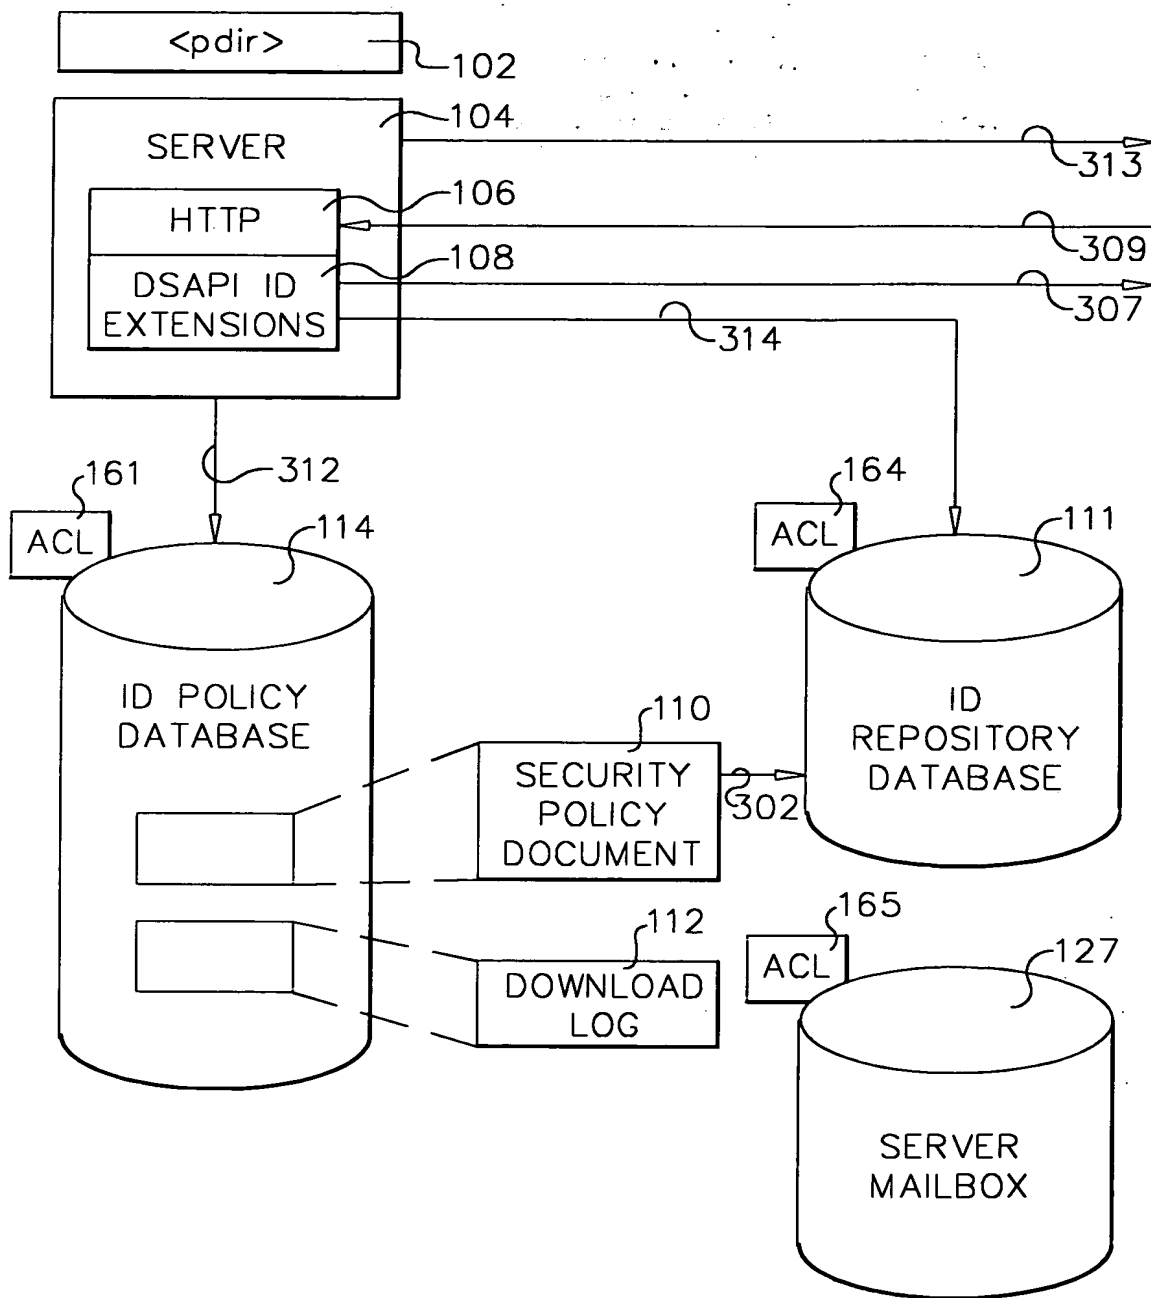 <pdir>
102
104
SERVER
313
106
HTTP
309
108
DSAPI ID
EXTENSIONS
307
314
312
161
ACL
114
164
ACL
111
ID POLICY
DATABASE
110
SECURITY
POLICY
DOCUMENT
302
ID
REPOSITORY
DATABASE
112
DOWNLOAD
LOG
165
ACL
127
SERVER
MAILBOX